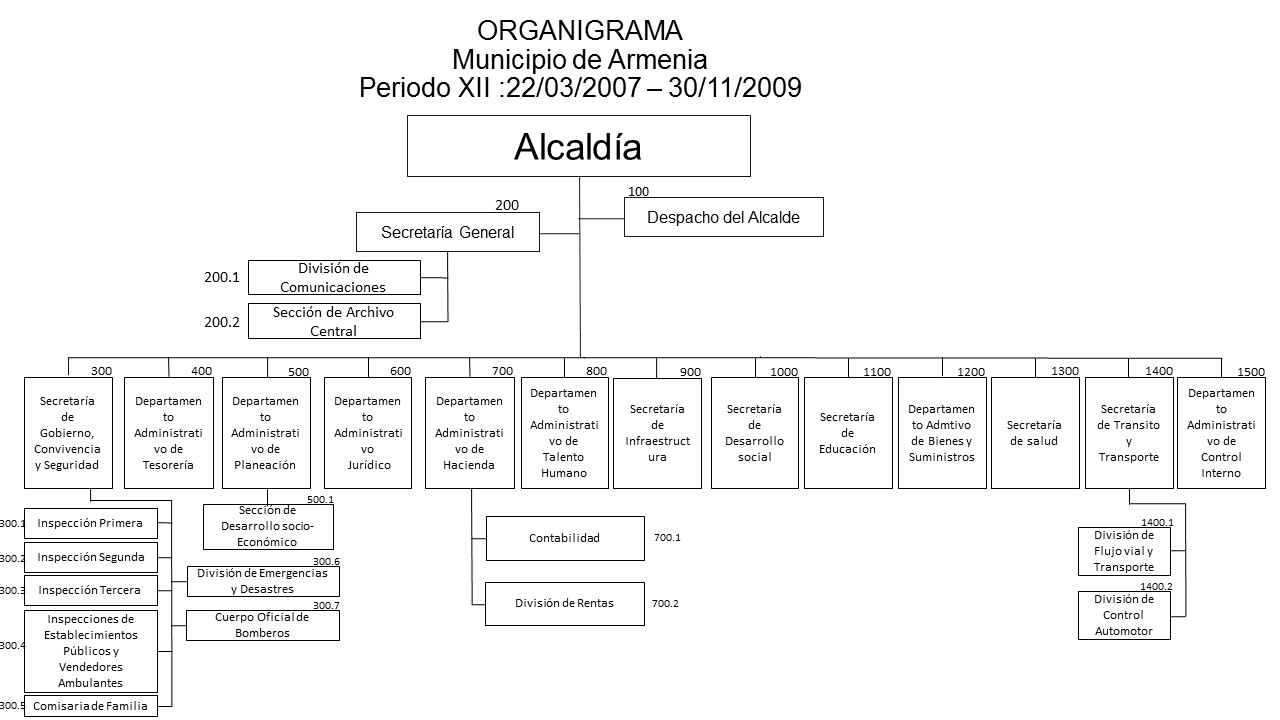 ORGANIGRAMA
Municipio de Armenia
Periodo XII :22/03/2007 – 30/11/2009
Alcaldía
100
Despacho del Alcalde
200
Secretaría General
200.1
División de
Comunicaciones
200.2
Sección de Archivo
Central
300
Secretaría
de
Gobierno,
Convivencia
y Seguridad
400
Departamen
to
Administrati
vo de
Tesorería
500
Departamen
to
Administrati
vo de
Planeación
600
Departamen
to
Administrati
vo
Jurídico
700
Departamen
to
Administrati
vo de
Hacienda
800
Departamen
to
Administrati
vo de
Talento
Humano
900
Secretaría
de
Infraestruct
ura
1000
Secretaría
de
Desarrollo
social
1100
Secretaría
de
Educación
1200
Departamen
to Admtivo
de Bienes y
Suministros
1300
Secretaría
de salud
1400
Secretaría
de Transito
y
Transporte
1500
Departamen
to
Administrati
vo de
Control
Interno
300.1
Inspección Primera
300.2
Inspección Segunda
300.3
Inspección Tercera
300.4
Inspecciones de
Establecimientos
Públicos y
Vendedores
Ambulantes
300.5
Comisaria de Familia
300.6
División de Emergencias
y Desastres
300.7
Cuerpo Oficial de
Bomberos
500.1
Sección de
Desarrollo socio-
Económico
Contabilidad
700.1
División de Rentas
700.2
1400.1
División de
Flujo vial y
Transporte
1400.2
División de
Control
Automotor